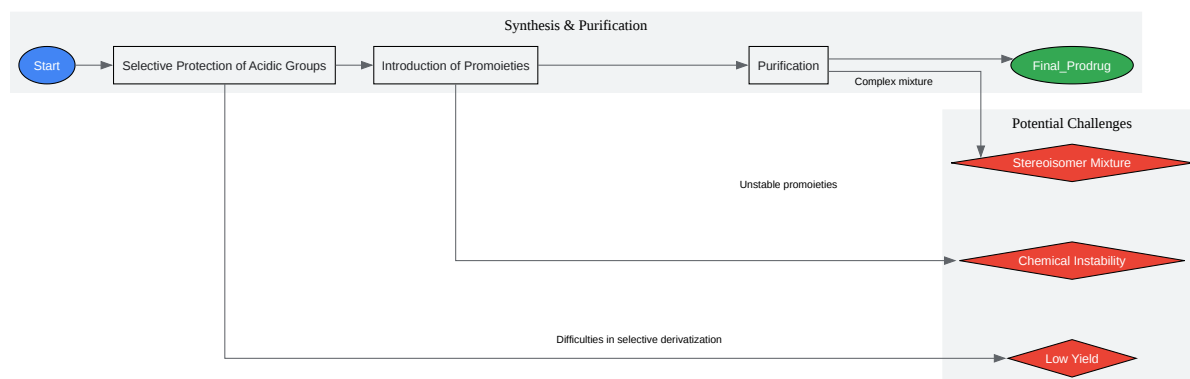 Synthesis & Purification
Start
Selective Protection of Acidic Groups
Introduction of Promoieties
Purification
Final_Prodrug
Complex mixture
Potential Challenges
Stereoisomer Mixture
Unstable promoieties
Chemical Instability
Difficulties in selective derivatization
Low Yield